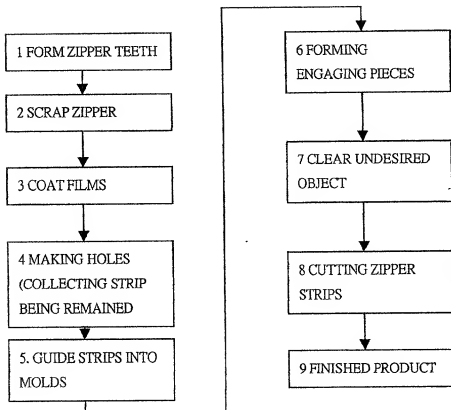 1 FORM ZIPPER TEETH
2 SCRAP ZIPPER
3 COAT FILMS
4 MAKING HOLES
(COLLECTING STRIP
BEING REMAINED
5. GUIDE STRIPS INTO
MOLDS
6 FORMING
ENGAGING PIECES
7 CLEAR UNDESIRED
OBJECT
8 CUTTING ZIPPER
STRIPS
9 FINISHED PRODUCT